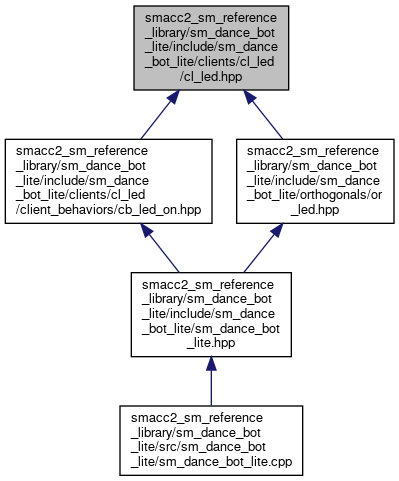 smacc2_sm_reference
_library/sm_dance_bot
_lite/include/sm_dance
_bot_lite/clients/cl_led
/cl_led.hpp
smacc2_sm_reference
_library/sm_dance_bot
_lite/include/sm_dance
_bot_lite/clients/cl_led
/client_behaviors/cb_led_on.hpp
smacc2_sm_reference
_library/sm_dance_bot
_lite/include/sm_dance
_bot_lite/orthogonals/or
_led.hpp
smacc2_sm_reference
_library/sm_dance_bot
_lite/include/sm_dance
_bot_lite/sm_dance_bot
_lite.hpp
smacc2_sm_reference
_library/sm_dance_bot
_lite/src/sm_dance_bot
_lite/sm_dance_bot_lite.cpp